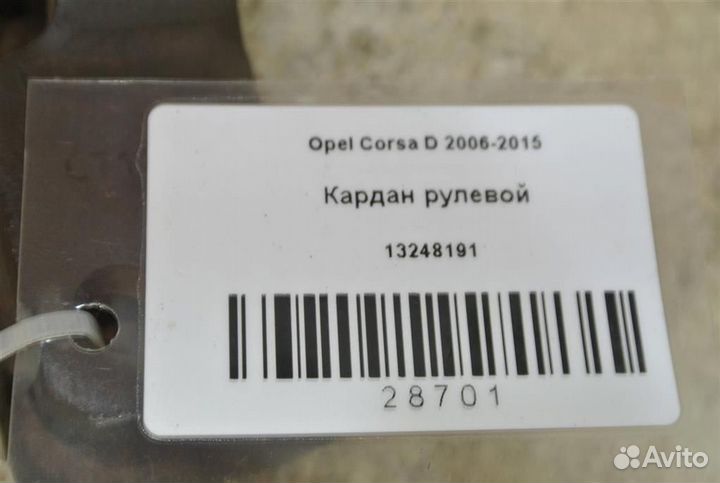 Opel Corsa D 2006-2015
Кардан рулевой
13248191
28701
Avito